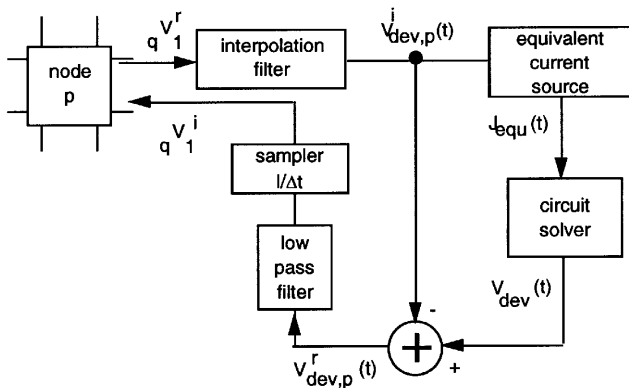 q V 1 r
node
p
interpolation
filter
V i dev,p (t)
equivalent
current
source
q V 1 i
J equ (t)
sampler
l/Δt
circuit
solver
low
pass
filter
V dev (t)
-
+
+
V r dev,p (t)